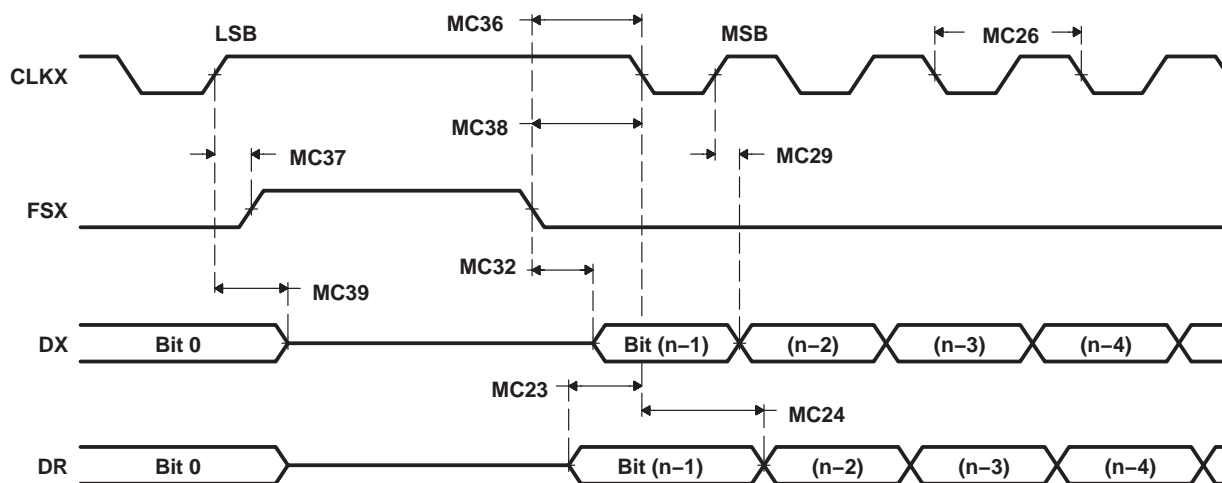 LSB MC36 MSB MC26
CLKX
MC38
MC37 MC29
FSX
MC32
MC39
DX Bit 0 Bit (n–1) (n–2) (n–3) (n–4)
MC23
MC24
DR Bit 0 Bit (n–1) (n–2) (n–3) (n–4)